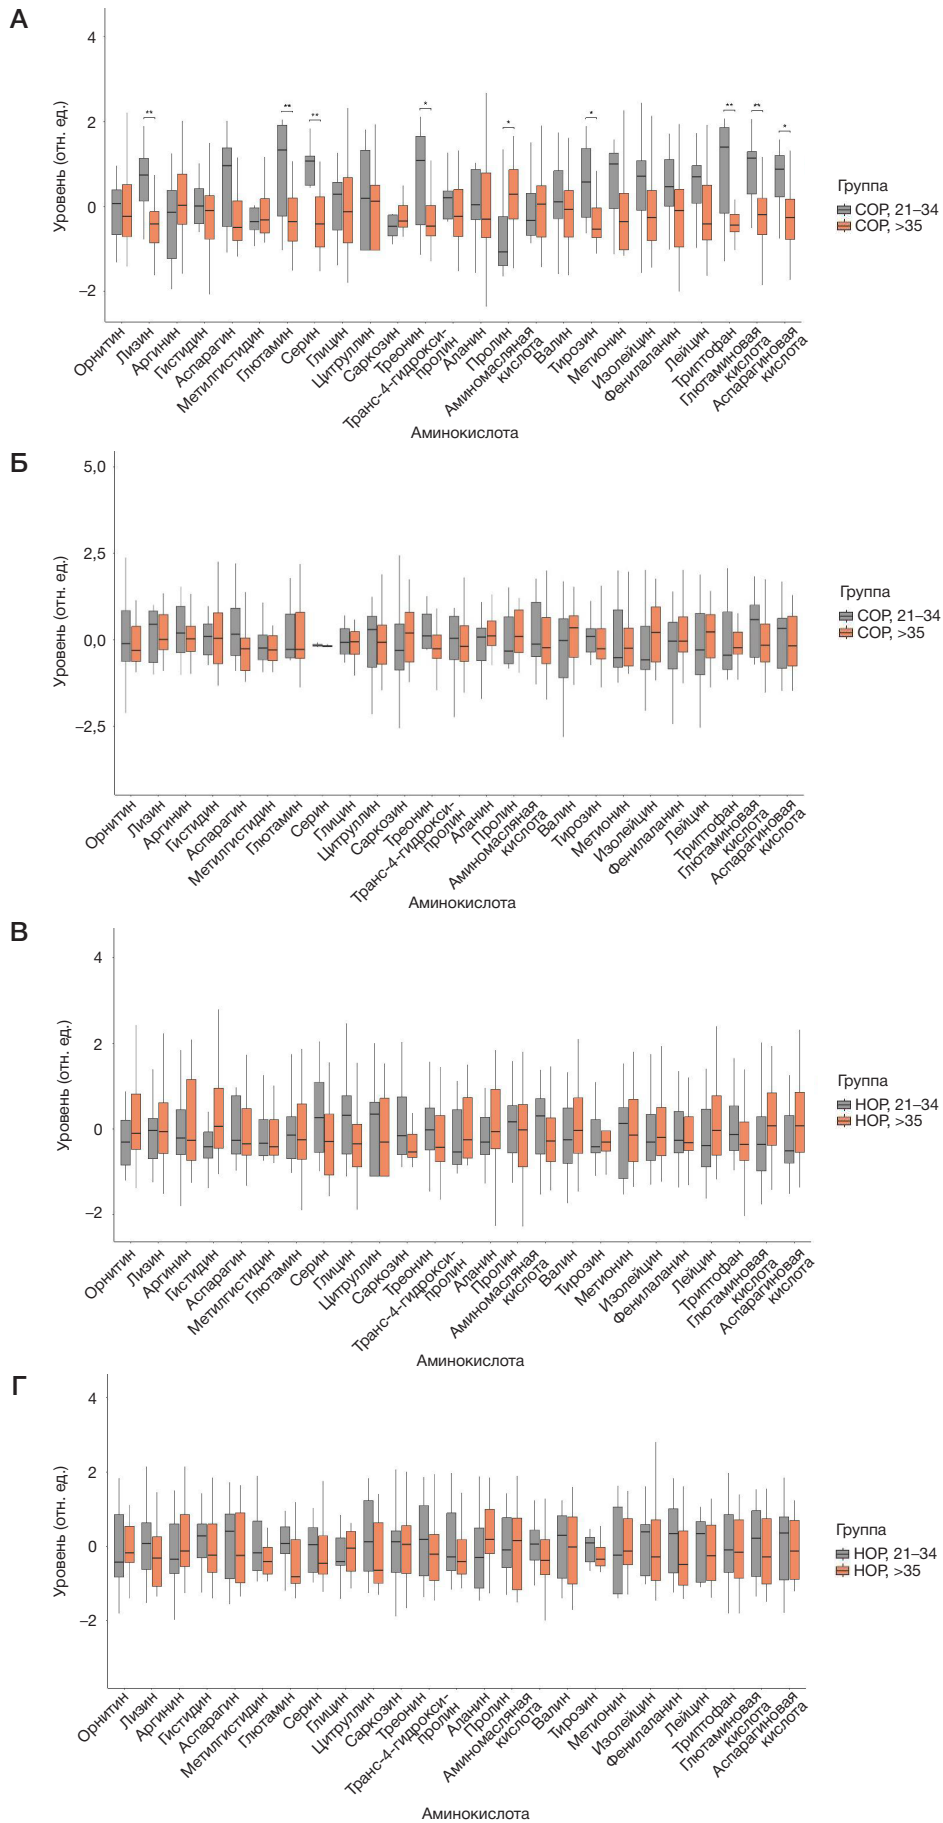 А
Уровень (отн. ед.)
4
2
0
–2
** ** ** * * * ** ** *
Группа
СОР, 21–34
СОР, >35
Орнитин
Лизин
Аргинин
Гистидин
Аспарагин
Метилгистидин
Глютамин
Серин
Глицин
Цитруллин
Саркозин
Треонин
Транс-4-гидрокси-
пролин
Аланин
Пролин
Аминомасляная
кислота
Валин
Тирозин
Метионин
Изолейцин
Фенилаланин
Лейцин
Триптофан
Глютаминовая
кислота
Аспарагиновая
кислота
Аминокислота
Б
Уровень (отн. ед.)
5,0
2,5
0,0
–2,5
Группа
СОР, 21–34
СОР, >35
Орнитин
Лизин
Аргинин
Гистидин
Аспарагин
Метилгистидин
Глютамин
Серин
Глицин
Цитруллин
Саркозин
Треонин
Транс-4-гидрокси-
пролин
Аланин
Пролин
Аминомасляная
кислота
Валин
Тирозин
Метионин
Изолейцин
Фенилаланин
Лейцин
Триптофан
Глютаминовая
кислота
Аспарагиновая
кислота
Аминокислота
В
Уровень (отн. ед.)
4
2
0
–2
Группа
НОР, 21–34
НОР, >35
Орнитин
Лизин
Аргинин
Гистидин
Аспарагин
Метилгистидин
Глютамин
Серин
Глицин
Цитруллин
Саркозин
Треонин
Транс-4-гидрокси-
пролин
Аланин
Пролин
Аминомасляная
кислота
Валин
Тирозин
Метионин
Изолейцин
Фенилаланин
Лейцин
Триптофан
Глютаминовая
кислота
Аспарагиновая
кислота
Аминокислота
Г
Уровень (отн. ед.)
4
2
0
–2
Группа
НОР, 21–34
НОР, >35
Орнитин
Лизин
Аргинин
Гистидин
Аспарагин
Метилгистидин
Глютамин
Серин
Глицин
Цитруллин
Саркозин
Треонин
Транс-4-гидрокси-
пролин
Аланин
Пролин
Аминомасляная
кислота
Валин
Тирозин
Метионин
Изолейцин
Фенилаланин
Лейцин
Триптофан
Глютаминовая
кислота
Аспарагиновая
кислота
Аминокислота